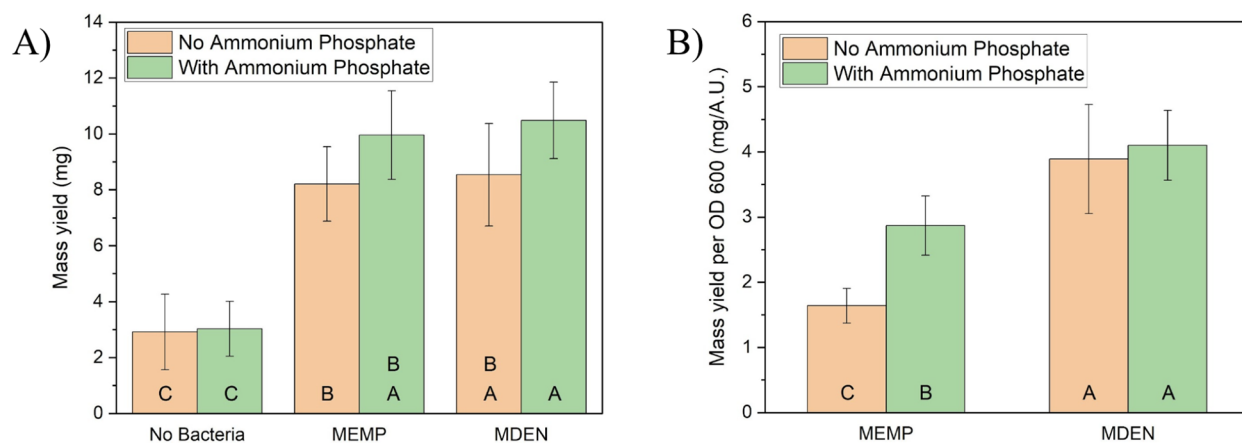 A)
Mass yield (mg)
14
12
10
8
6
4
2
0
No Ammonium Phosphate
With Ammonium Phosphate
B B
C C B A A A
No Bacteria MEMP MDEN
B)
Mass yield per OD 600 (mg/A.U.)
6
5
4
3
2
1
0
No Ammonium Phosphate
With Ammonium Phosphate
C B A A
MEMP MDEN